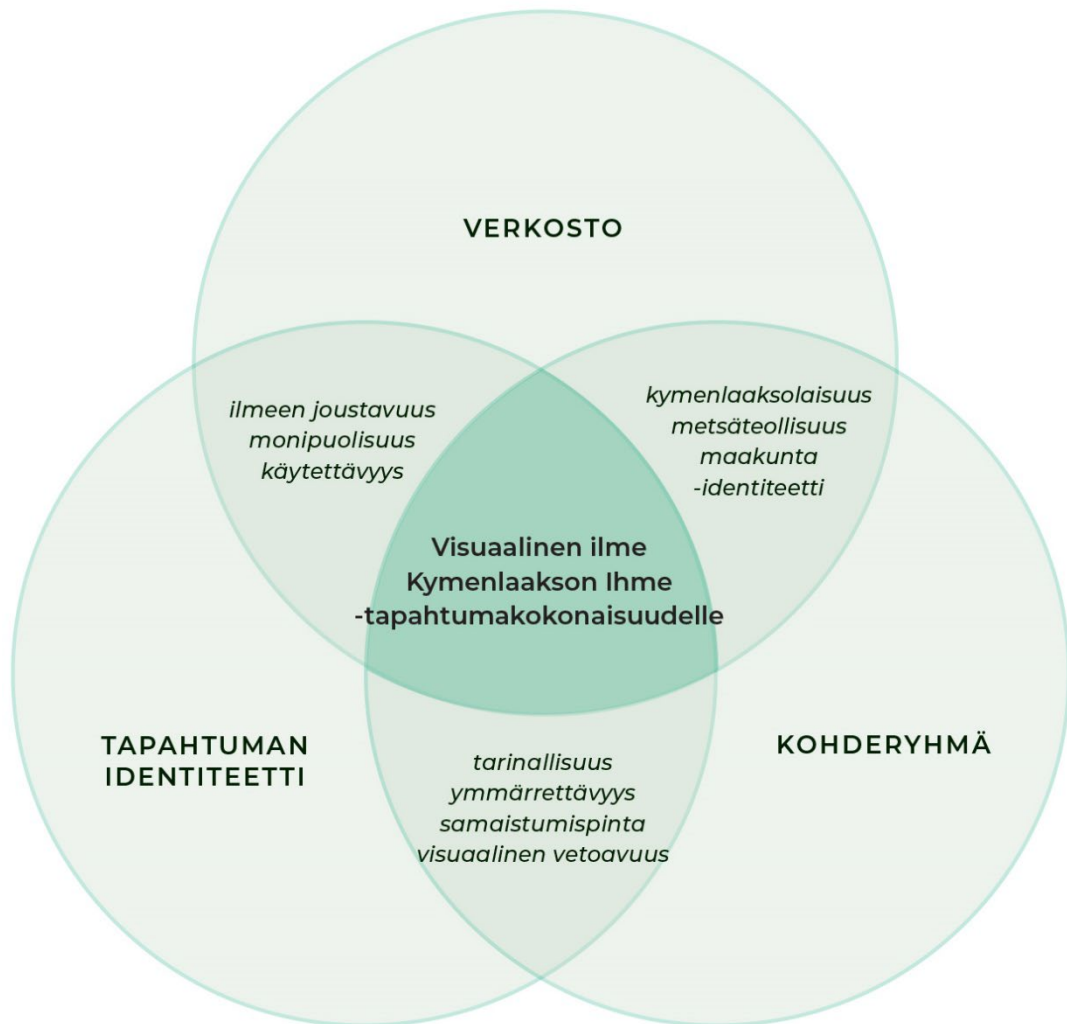 VERKOSTO
ilmeen joustavuus
monipuolisuus
käytettävyys
kymenlaaksolaisuus
metsäteollisuus
maakunta
-identiteetti
Visuaalinen ilme
Kymenlaakson Ihme
-tapahtumakokonaisuudelle
TAPAHTUMAN
IDENTITEETTI
KOHDERYHMÄ
tarinallisuus
ymmärrettävyys
samaistumispinta
visuaalinen vetoavuus